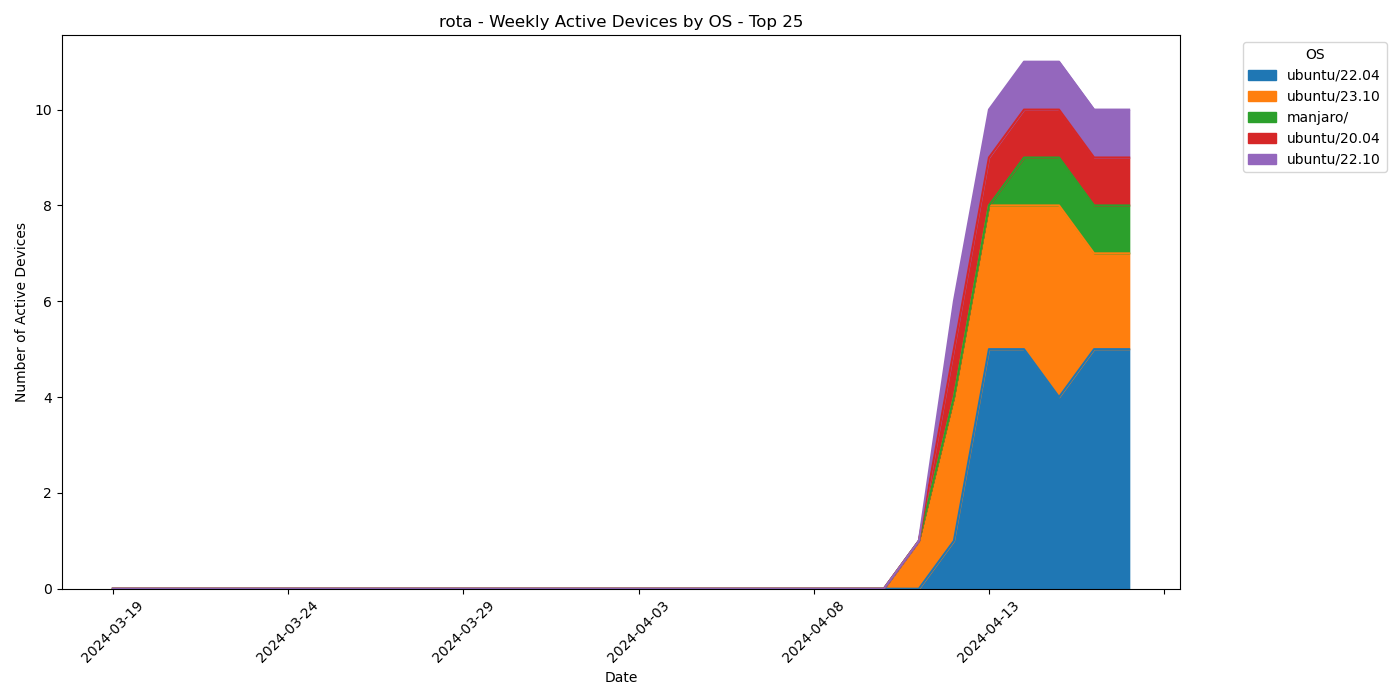 rota - Weekly Active Devices by OS - Top 25
OS
ubuntu/22.04
ubuntu/23.10
manjaro/
ubuntu/20.04
ubuntu/22.10
Number of Active Devices
10
8
6
4
2
0
2024-03-19
2024-03-24
2024-03-29
2024-04-03
2024-04-08
2024-04-13
Date